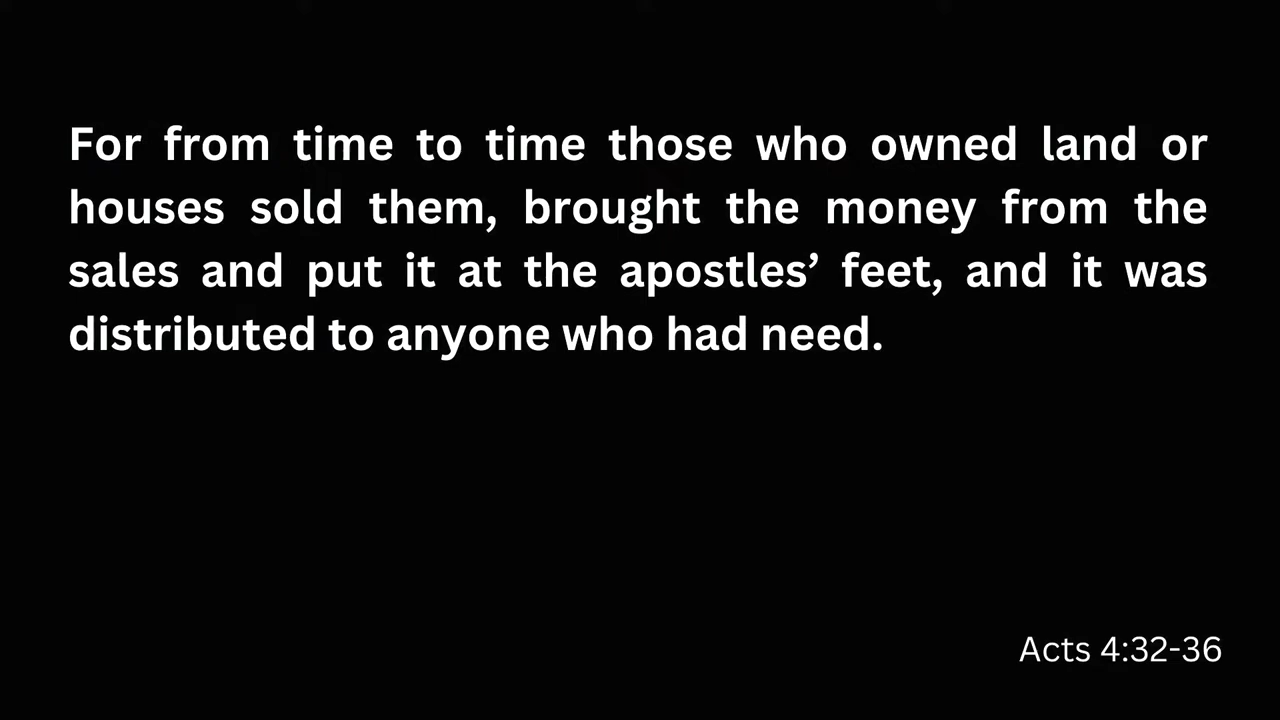 For from time to time those who owned land or
houses sold them, brought the money from the
sales and put it at the apostles’ feet, and it was
distributed to anyone who had need.
Acts 4:32-36